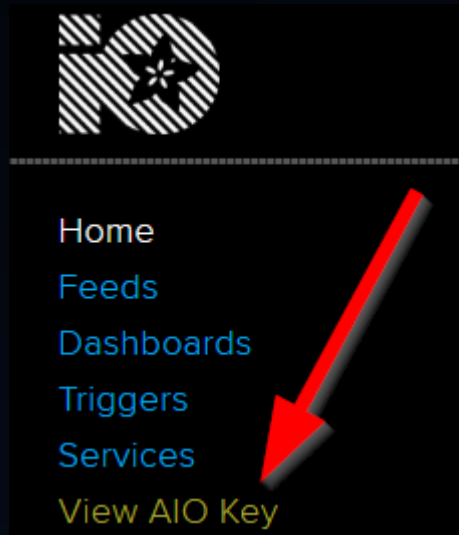 io
Home
Feeds
Dashboards
Triggers
Services
View AIO Key